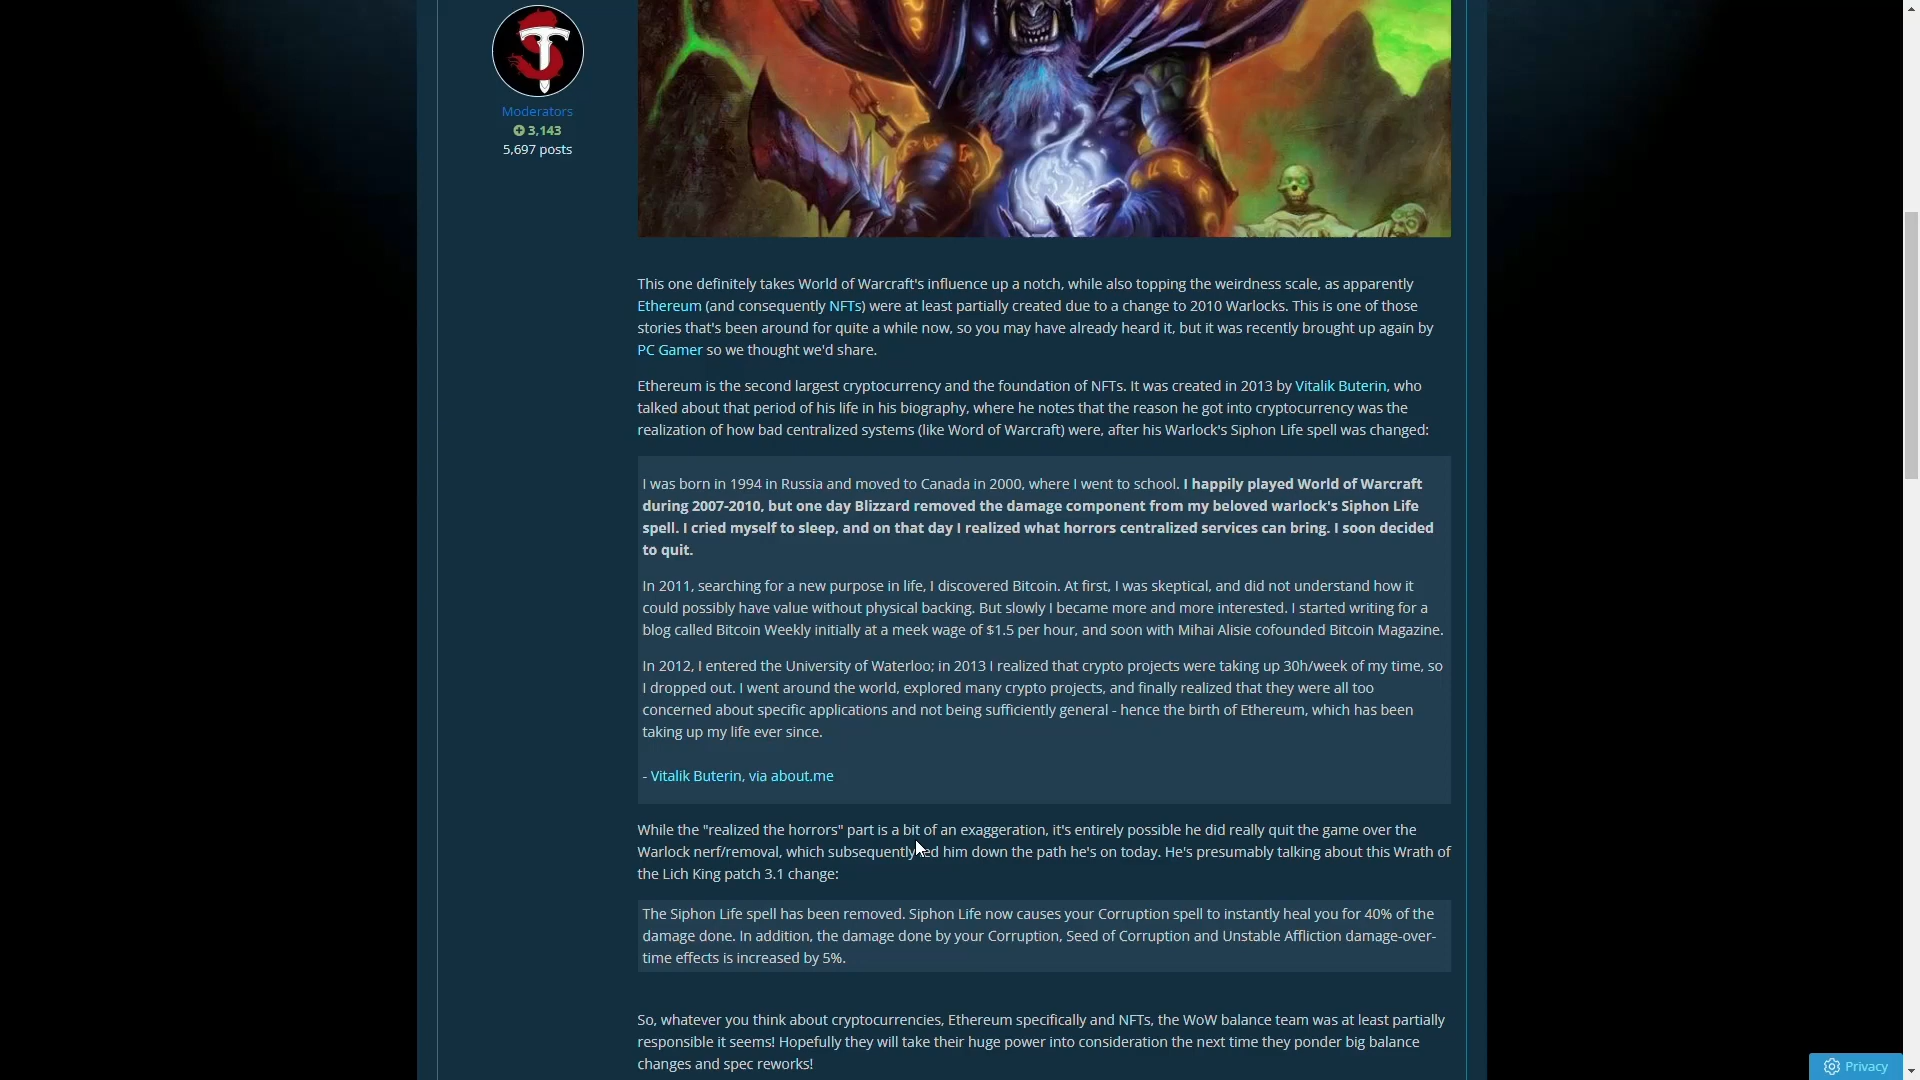 Moderators
3,143
5,697 posts
This one definitely takes World of Warcraft's influence up a notch, while also topping the weirdness scale, as apparently
Ethereum (and consequently NFTs) were at least partially created due to a change to 2010 Warlocks. This is one of those
stories that's been around for quite a while now, so you may have already heard it, but it was recently brought up again by
PC Gamer so we thought we'd share.
Ethereum is the second largest cryptocurrency and the foundation of NFTs. It was created in 2013 by Vitalik Buterin, who
talked about that period of his life in his biography, where he notes that the reason he got into cryptocurrency was the
realization of how bad centralized systems (like Word of Warcraft) were, after his Warlock's Siphon Life spell was changed:
I was born in 1994 in Russia and moved to Canada in 2000, where I went to school. I happily played World of Warcraft
during 2007-2010, but one day Blizzard removed the damage component from my beloved warlock's Siphon Life
spell. I cried myself to sleep, and on that day I realized what horrors centralized services can bring. I soon decided
to quit.
In 2011, searching for a new purpose in life, I discovered Bitcoin. At first, I was skeptical, and did not understand how it
could possibly have value without physical backing. But slowly I became more and more interested. I started writing for a
blog called Bitcoin Weekly initially at a meek wage of $1.5 per hour, and soon with Mihai Alisie cofounded Bitcoin Magazine.
In 2012, I entered the University of Waterloo; in 2013 I realized that crypto projects were taking up 30h/week of my time, so
I dropped out. I went around the world, explored many crypto projects, and finally realized that they were all too
concerned about specific applications and not being sufficiently general - hence the birth of Ethereum, which has been
taking up my life ever since.
- Vitalik Buterin, via about.me
While the "realized the horrors" part is a bit of an exaggeration, it's entirely possible he did really quit the game over the
Warlock nerf/removal, which subsequently led him down the path he's on today. He's presumably talking about this Wrath of
the Lich King patch 3.1 change:
The Siphon Life spell has been removed. Siphon Life now causes your Corruption spell to instantly heal you for 40% of the
damage done. In addition, the damage done by your Corruption, Seed of Corruption and Unstable Affliction damage-over-
time effects is increased by 5%.
So, whatever you think about cryptocurrencies, Ethereum specifically and NFTs, the WoW balance team was at least partially
responsible it seems! Hopefully they will take their huge power into consideration the next time they ponder big balance
changes and spec reworks!
Privacy